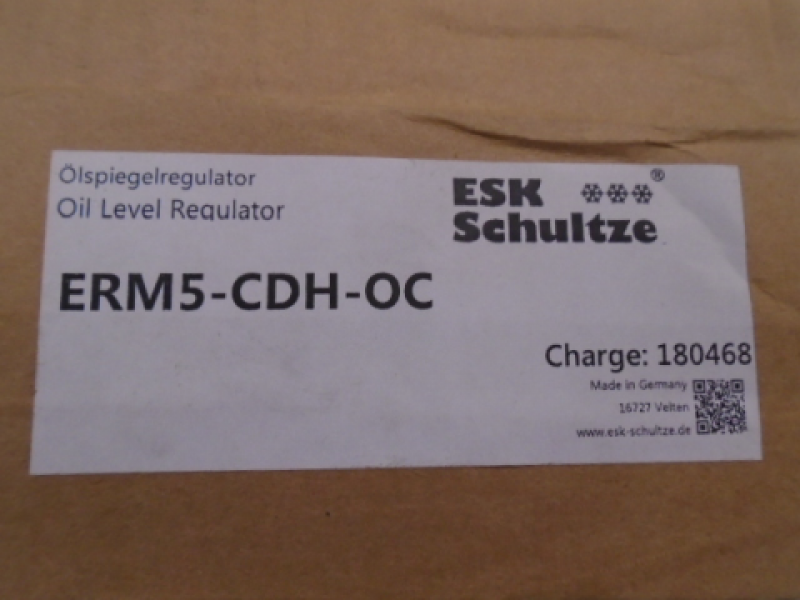 Ölspiegelregulator
Oil Level Regulator
ESK ®
Schultze
ERM5-CDH-OC
Charge: 180468
Made in Germany
16727 Velten
www.esk-schultze.de